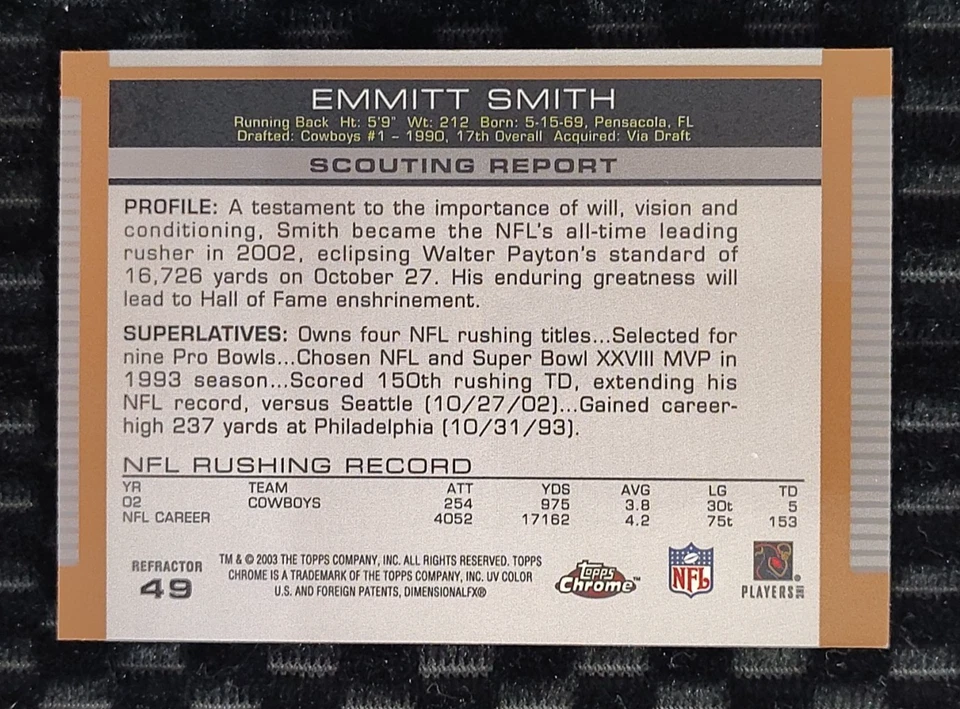 EMMITT SMITH
Running Back Ht: 5'9" Wt: 212 Born: 5-15-69, Pensacola, FL
Drafted: Cowboys #1 – 1990, 17th Overall Acquired: Via Draft
SCOUTING REPORT
PROFILE: A testament to the importance of will, vision and
conditioning, Smith became the NFL's all-time leading
rusher in 2002, eclipsing Walter Payton's standard of
16,726 yards on October 27. His enduring greatness will
lead to Hall of Fame enshrinement.
SUPERLATIVES: Owns four NFL rushing titles...Selected for
nine Pro Bowls...Chosen NFL and Super Bowl XXVIII MVP in
1993 season...Scored 150th rushing TD, extending his
NFL record, versus Seattle (10/27/02)...Gained career-
high 237 yards at Philadelphia (10/31/93).
NFL RUSHING RECORD
YR TEAM ATT YDS AVG LG TD
02 COWBOYS 254 975 3.8 30t 5
NFL CAREER 4052 17162 4.2 75t 153
REFRACTOR
49
TM & © 2003 THE TOPPS COMPANY, INC. ALL RIGHTS RESERVED. TOPPS
CHROME IS A TRADEMARK OF THE TOPPS COMPANY, INC. UV COLOR
U.S. AND FOREIGN PATENTS, DIMENSIONALFX®
TOPPS
Chrome™
NFL
PLAYERS